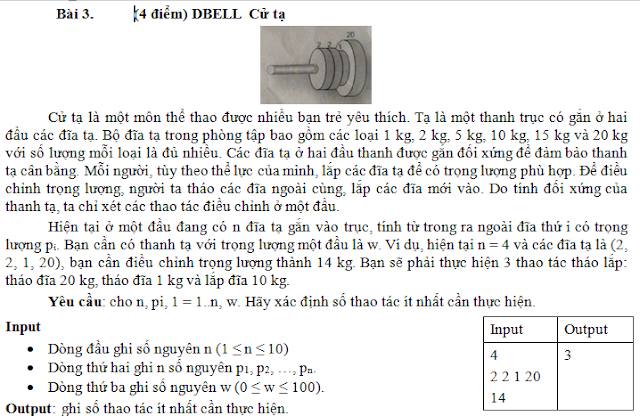 Bài 3. (4 điểm) DBELL Cử tạ
2 2 1 20
Cử tạ là một môn thể thao được nhiều bạn trẻ yêu thích. Tạ là một thanh trục có gắn ở hai
đầu các đĩa tạ. Bộ đĩa tạ trong phòng tập bao gồm các loại 1 kg, 2 kg, 5 kg, 10 kg, 15 kg và 20 kg
với số lượng mỗi loại là đủ nhiều. Các đĩa tạ ở hai đầu thanh được gắn đối xứng để đảm bảo thanh
tạ cân bằng. Mỗi người, tùy theo thể lực của mình, lắp các đĩa tạ để có trọng lượng phù hợp. Để điều
chỉnh trọng lượng, người ta tháo các đĩa ngoài cùng, lắp các đĩa mới vào. Do tính đối xứng của
thanh tạ, ta chỉ xét các thao tác điều chỉnh ở một đầu.
Hiện tại ở một đầu đang có n đĩa tạ gắn vào trục, tính từ trong ra ngoài đĩa thứ i có trọng
lượng pi. Bạn cần có thanh tạ với trọng lượng một đầu là w. Ví dụ, hiện tại n = 4 và các đĩa tạ là (2,
2, 1, 20), bạn cần điều chỉnh trọng lượng thành 14 kg. Bạn sẽ phải thực hiện 3 thao tác tháo lắp:
tháo đĩa 20 kg, tháo đĩa 1 kg và lắp đĩa 10 kg.
Yêu cầu: cho n, pi, 1 = 1..n, w. Hãy xác định số thao tác ít nhất cần thực hiện.
Input
• Dòng đầu ghi số nguyên n (1 ≤ n ≤ 10)
• Dòng thứ hai ghi n số nguyên p1, p2, …, pn.
• Dòng thứ ba ghi số nguyên w (0 ≤ w ≤ 100).
Output: ghi số thao tác ít nhất cần thực hiện.
Input Output
4 3
2 2 1 20
14